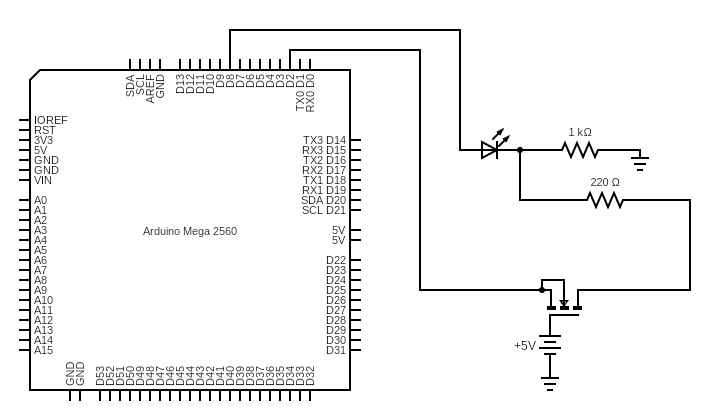 SDA
SCL
AREF
GND
D13
D12
D11
D10
D9
D8
D7
D6
D5
D4
D3
D2
TX0 D1
RX0 D0
IOREF
RST
3V3
5V
GND
GND
VIN
A0
A1
A2
A3
A4
A5
A6
A7
A8
A9
A10
A11
A12
A13
A14
A15
Arduino Mega 2560
TX3 D14
RX3 D15
TX2 D16
RX2 D17
TX1 D18
RX1 D19
SDA D20
SCL D21
5V
5V
D22
D23
D24
D25
D26
D27
D28
D29
D30
D31
GND
GND
D53
D52
D51
D50
D49
D48
D47
D46
D45
D44
D43
D42
D41
D40
D39
D38
D37
D36
D35
D34
D33
D32
1 kΩ
220 Ω
+5V